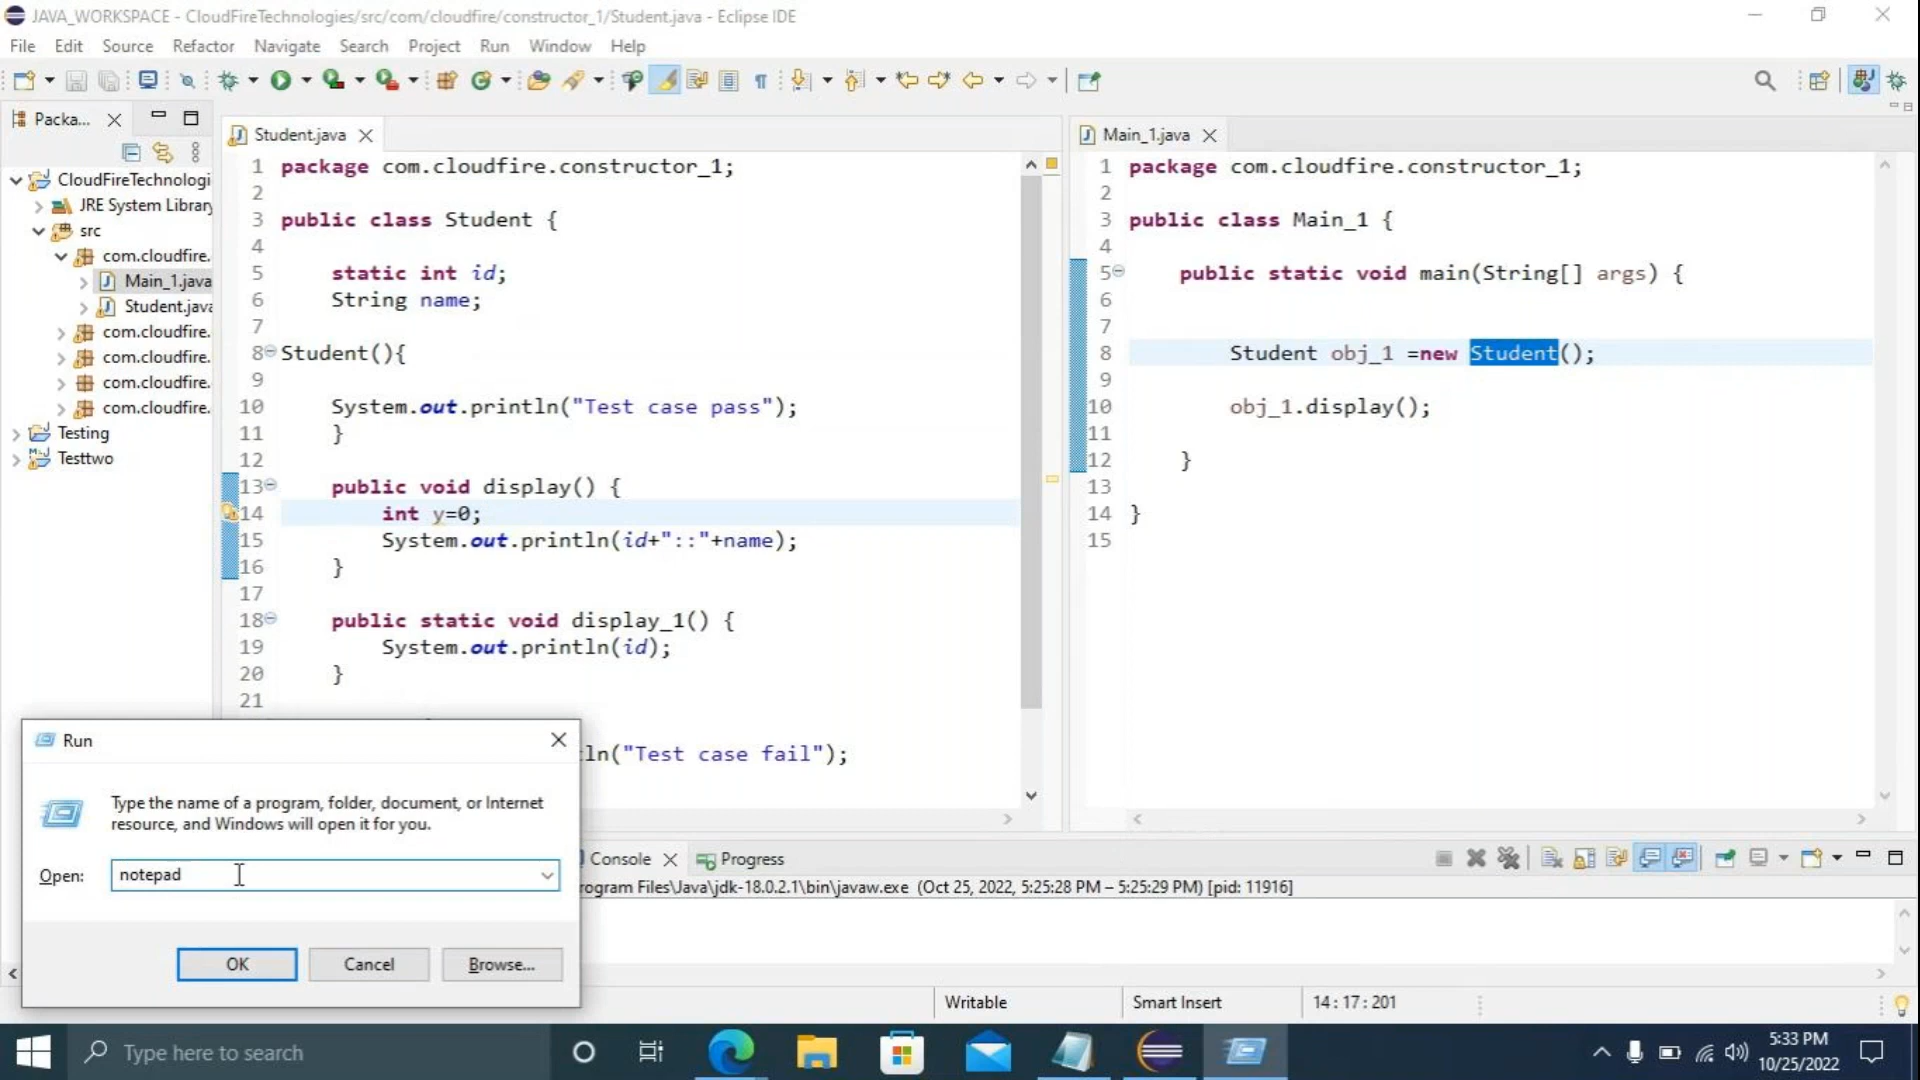 JAVA_WORKSPACE - CloudFireTechnologies/src/com/cloudfire/constructor_1/Student.java - Eclipse IDE
File Edit Source Refactor Navigate Search Project Run Window Help
Packa...
CloudFireTechnologi
JRE System Library
src
com.cloudfire.
Main_1.java
Student.java
com.cloudfire.
com.cloudfire.
com.cloudfire.
com.cloudfire.
Testing
Testtwo
Student.java
1 package com.cloudfire.constructor_1;
2
3 public class Student {
4
5 static int id;
6 String name;
7
8 Student(){
9
10 System.out.println("Test case pass");
11 }
12
13 public void display() {
14 int y=0;
15 System.out.println(id+"::"+name);
16 }
17
18 public static void display_1() {
19 System.out.println(id);
20 }
21
ln("Test case fail");
Main_1.java
1 package com.cloudfire.constructor_1;
2
3 public class Main_1 {
4
5 public static void main(String[] args) {
6
7
8 Student obj_1 =new Student();
9
10 obj_1.display();
11
12 }
13
14 }
15
Run
Type the name of a program, folder, document, or Internet
resource, and Windows will open it for you.
Open: notepad
OK Cancel Browse...
Console Progress
rogram Files\Java\jdk-18.0.2.1\bin\javaw.exe (Oct 25, 2022, 5:25:28 PM – 5:25:29 PM) [pid: 11916]
Writable Smart Insert 14:17:201
Type here to search
5:33 PM
10/25/2022